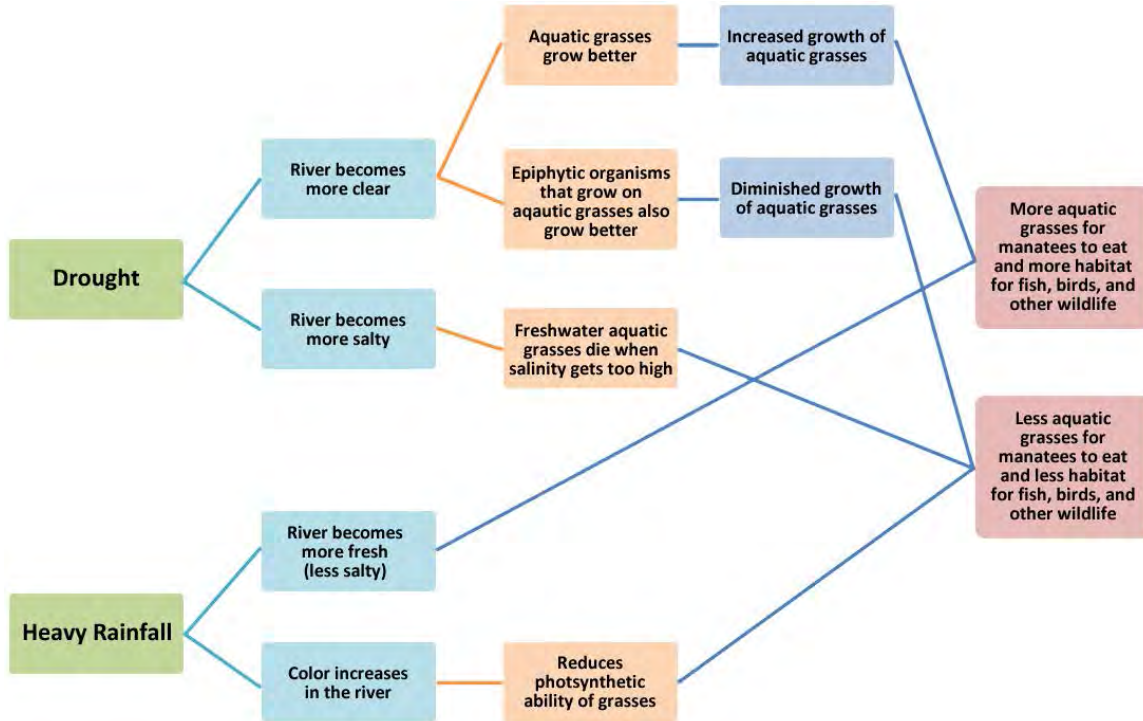 Aquatic grasses
grow better
Increased growth of
aquatic grasses
River becomes
more clear
Epiphytic organisms
that grow on
aqautic grasses also
grow better
Diminished growth
of aquatic grasses
More aquatic
grasses for
manatees to eat
and more habitat
for fish, birds, and
other wildlife
Drought
River becomes
more salty
Freshwater aquatic
grasses die when
salinity gets too high
Less aquatic
grasses for
manatees to eat
and less habitat
for fish, birds, and
other wildlife
River becomes
more fresh
(less salty)
Heavy Rainfall
Color increases
in the river
Reduces
photsynthetic
ability of grasses